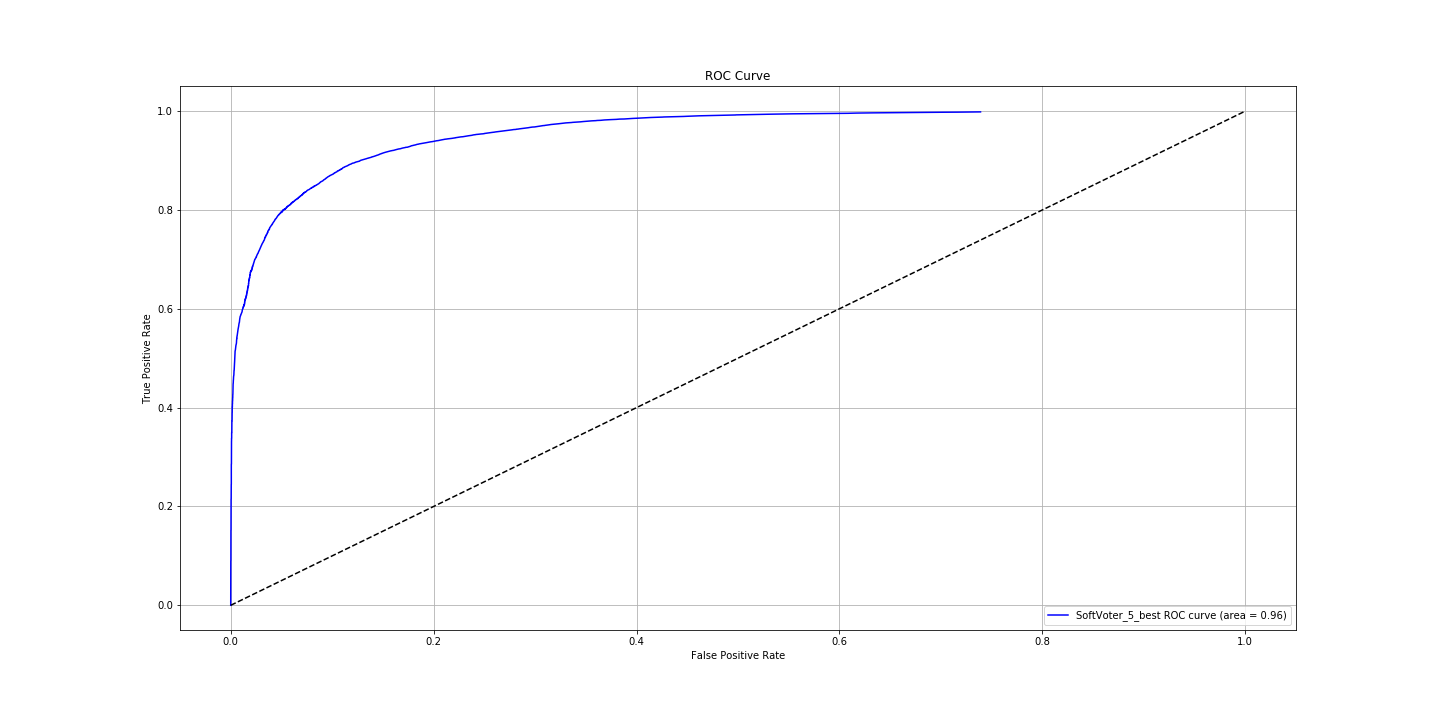 ROC Curve
1.0
0.8
0.6
0.4
0.2
0.0
True Positive Rate
SoftVoter_5_best ROC curve (area = 0.96)
0.0 0.2 0.4 0.6 0.8 1.0
False Positive Rate